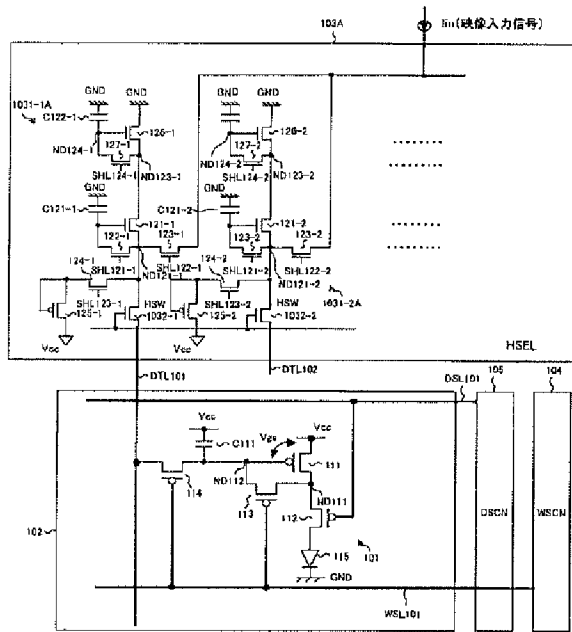 Iin(映像入力信号)
103A
GND GND GND GND
1031-1A
C122-1
126-1
126-2
127-1
127-2
ND124-1
ND124-2
SHL124-1
ND123-1
SHL124-2
ND123-2
GND GND
C121-1
C121-2
121-1
121-2
122-1
123-1
123-2
123-2
124-1
SHL121-1
ND121-1
SHL122-1
124-2
SHL121-2
ND121-2
SHL122-2
SHL123-1
HSW
SHL123-2
HSW
1031-2A
125-1
1032-1
125-2
1032-2
Vcc
Vcc
HSEL
DTL101
DTL102
DSL101
105
104
Vcc
C111
Vgs
Vcc
111
ND112
ND111
114
113
112
102
115
101
GND
DSCN
WSCN
WSL101